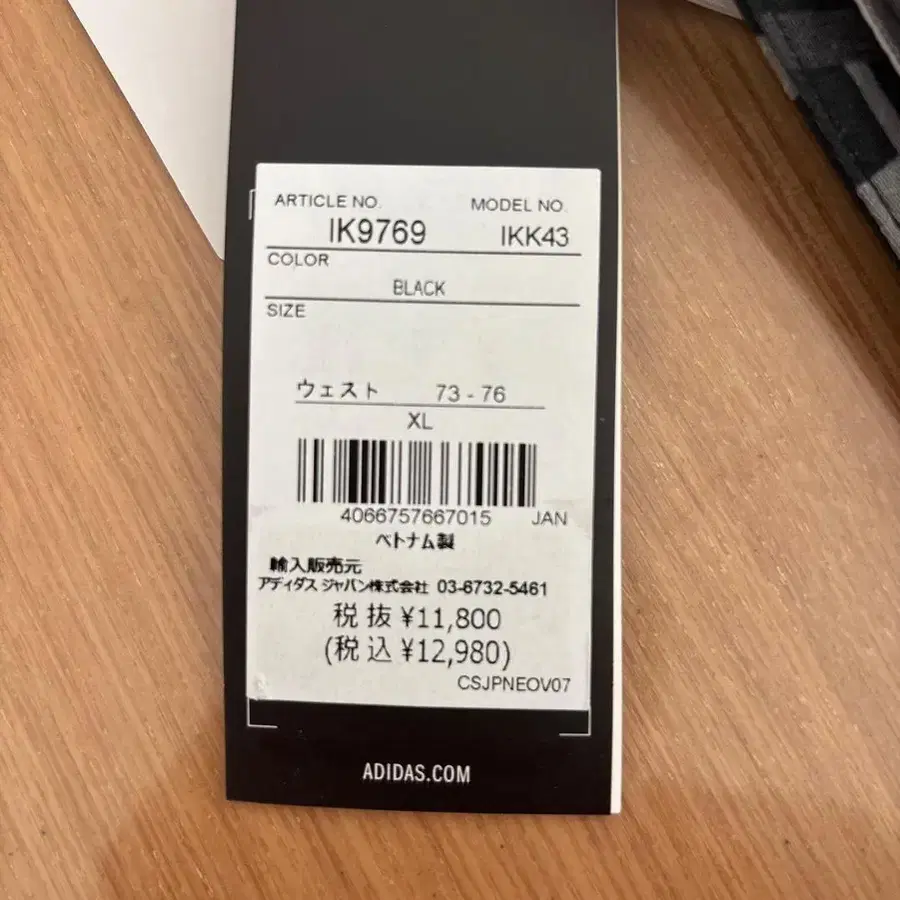 ARTICLE NO. MODEL NO.
IK9769 IKK43
COLOR
BLACK
SIZE
ウェスト 73 - 76
XL
4066757667015 JAN
ベトナム製
輸入販売元
アディダス ジャパン株式会社 03-6732-5461
税 抜 ¥11,800
(税 込 ¥12,980)
CSJPNEOV07
ADIDAS.COM